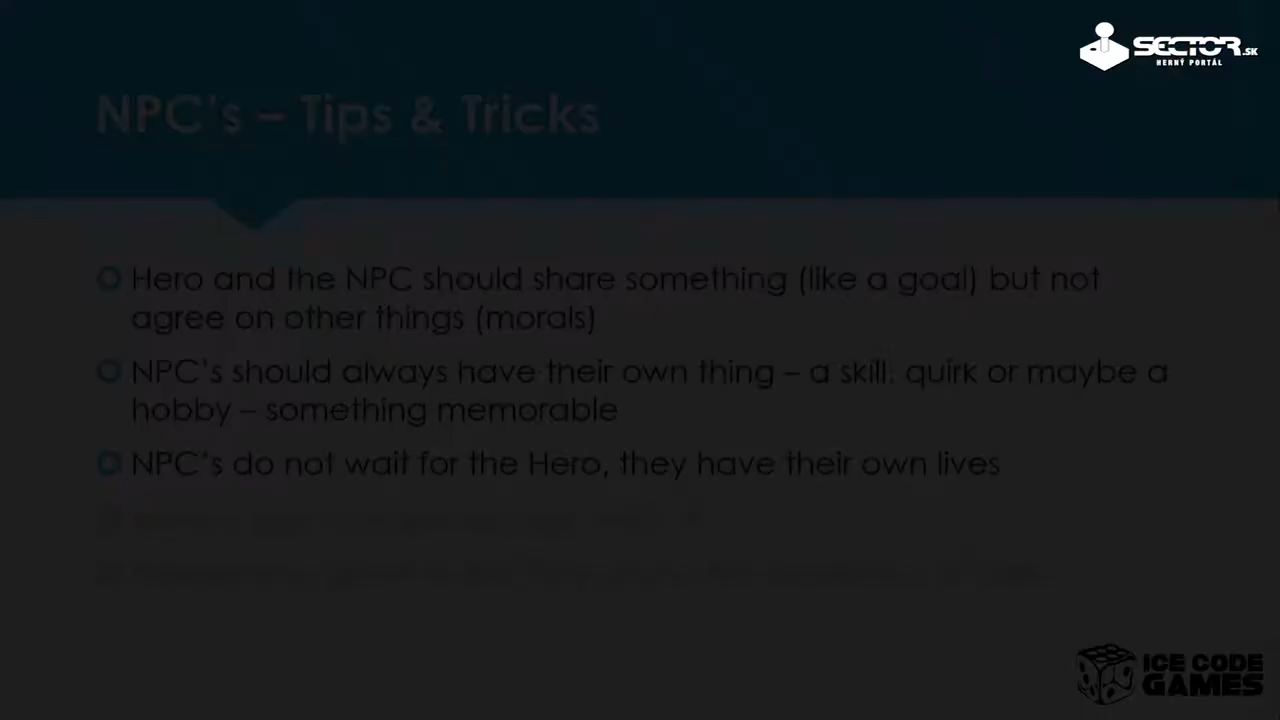 SECTOR.SK
HERNÝ PORTÁL
NPC's – Tips & Tricks
Hero and the NPC should share something (like a goal) but not
agree on other things (morals)
NPC's should always have their own thing – a skill, quirk or maybe a
hobby – something memorable
NPC's do not wait for the Hero, they have their own lives
ICE CODE
GAMES